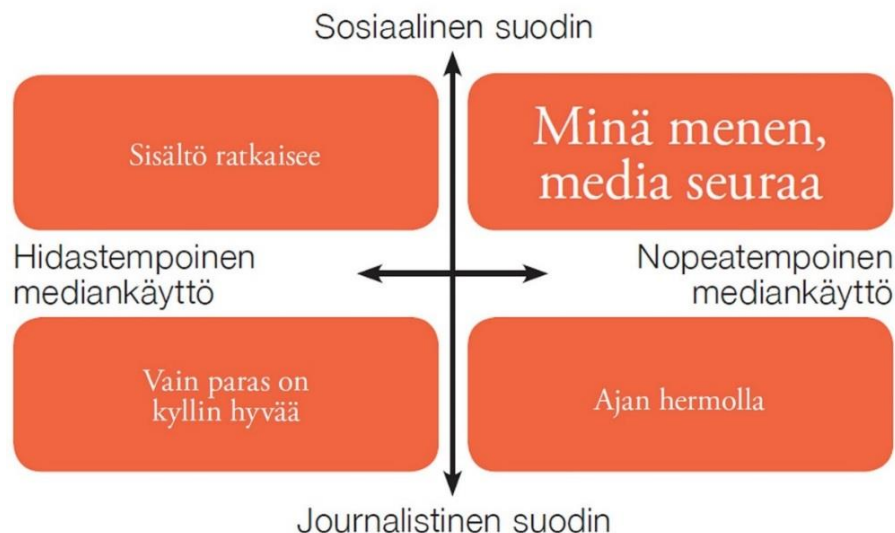 Sosiaalinen suodin
Sisältö ratkaisee
Minä menen,
media seuraa
Hidastempoinen
mediankäyttö
Nopeatempoinen
mediankäyttö
Vain paras on
kyllin hyvää
Ajan hermolla
Journalistinen suodin